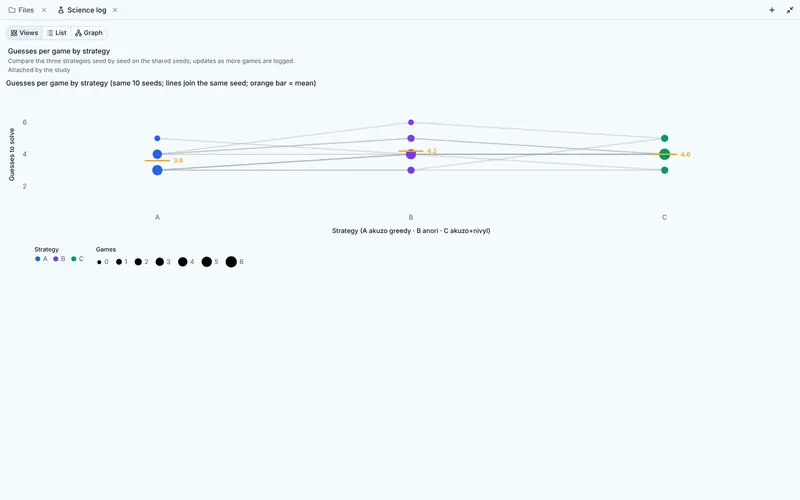 Files
Science log
Views List Graph
Guesses per game by strategy
Compare the three strategies seed by seed on the shared seeds; updates as more games are logged.
Attached by the study
Guesses per game by strategy (same 10 seeds; lines join the same seed; orange bar = mean)
Guesses to solve
6
4
2
3.6
4.2
4.0
A B C
Strategy (A akuzo greedy · B anori · C akuzo+nivyl)
Strategy
A B C
Games
0 1 2 3 4 5 6